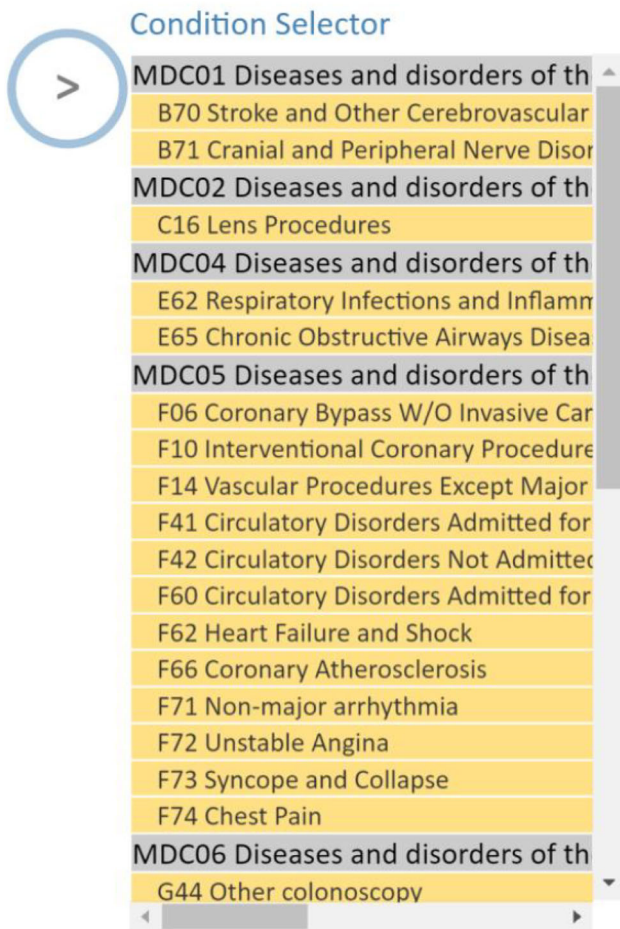 Condition Selector
>
MDC01 Diseases and disorders of th
B70 Stroke and Other Cerebrovascular
B71 Cranial and Peripheral Nerve Disor
MDC02 Diseases and disorders of th
C16 Lens Procedures
MDC04 Diseases and disorders of th
E62 Respiratory Infections and Inflamm
E65 Chronic Obstructive Airways Disea
MDC05 Diseases and disorders of th
F06 Coronary Bypass W/O Invasive Car
F10 Interventional Coronary Procedure
F14 Vascular Procedures Except Major
F41 Circulatory Disorders Admitted for
F42 Circulatory Disorders Not Admitted
F60 Circulatory Disorders Admitted for
F62 Heart Failure and Shock
F66 Coronary Atherosclerosis
F71 Non-major arrhythmia
F72 Unstable Angina
F73 Syncope and Collapse
F74 Chest Pain
MDC06 Diseases and disorders of th
G44 Other colonoscopy